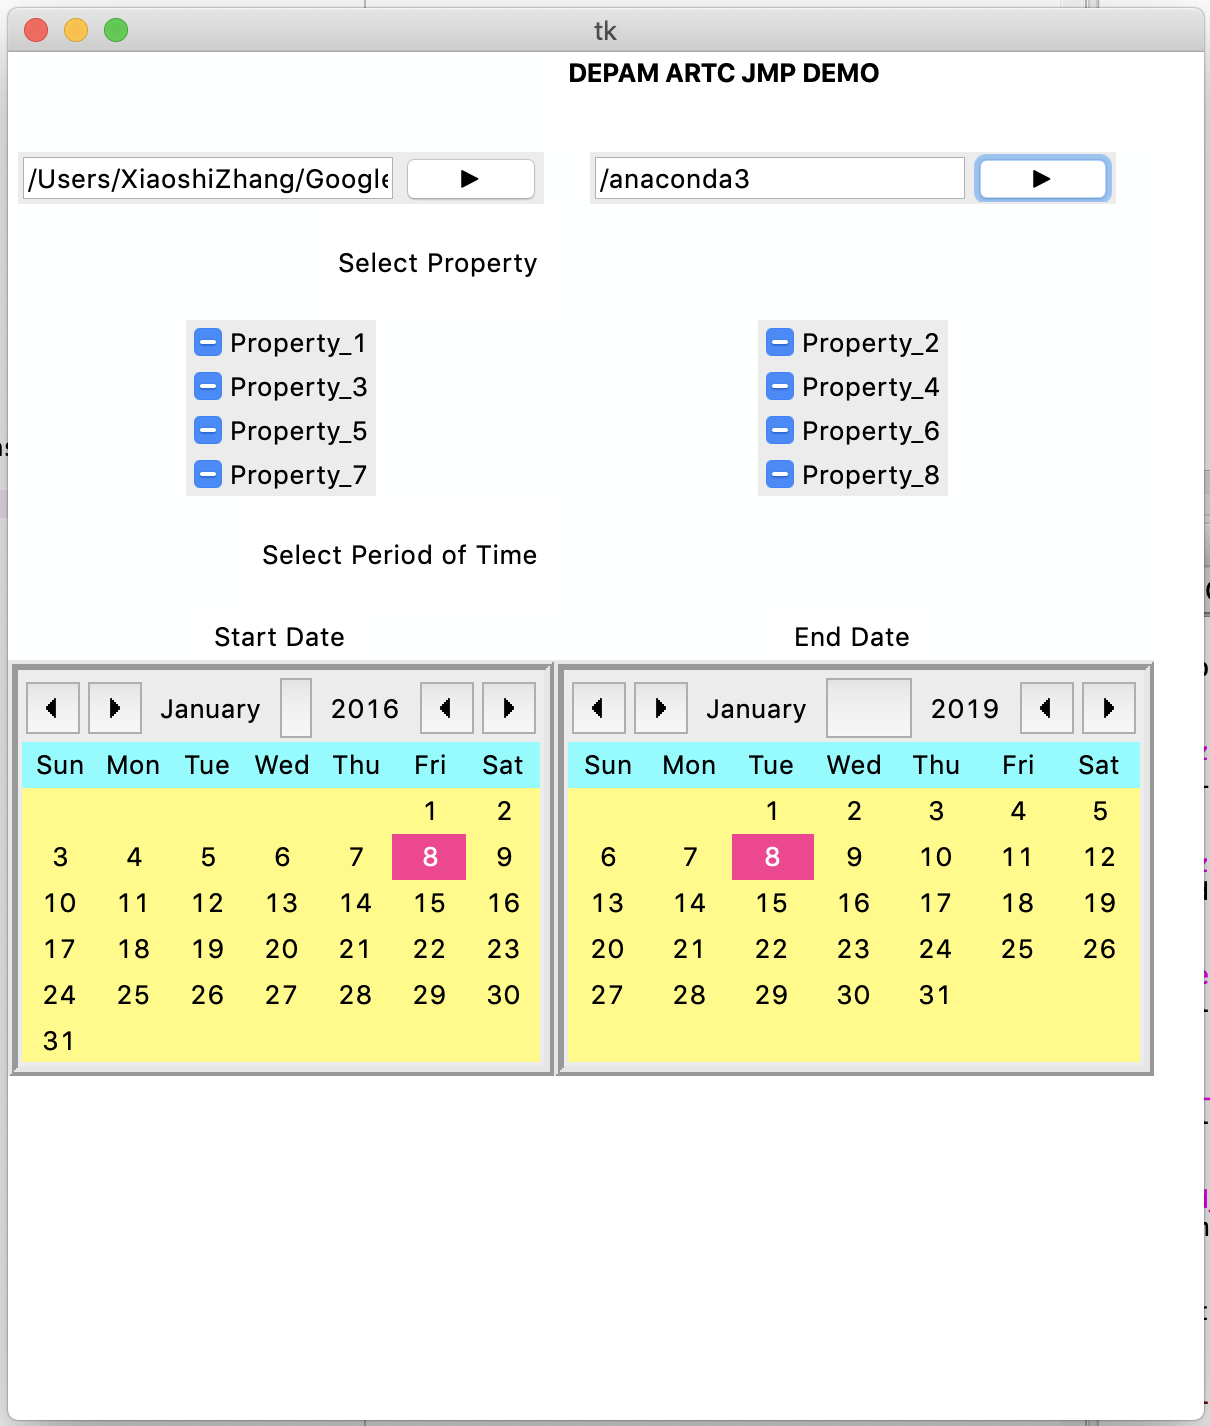 tk
DEPAM ARTC JMP DEMO
/Users/XiaoshiZhang/Google
/anaconda3
Select Property
Property_1
Property_2
Property_3
Property_4
Property_5
Property_6
Property_7
Property_8
Select Period of Time
Start Date
End Date
January 2016
Sun Mon Tue Wed Thu Fri Sat
1 2
3 4 5 6 7 8 9
10 11 12 13 14 15 16
17 18 19 20 21 22 23
24 25 26 27 28 29 30
31
January 2019
Sun Mon Tue Wed Thu Fri Sat
1 2 3 4 5
6 7 8 9 10 11 12
13 14 15 16 17 18 19
20 21 22 23 24 25 26
27 28 29 30 31